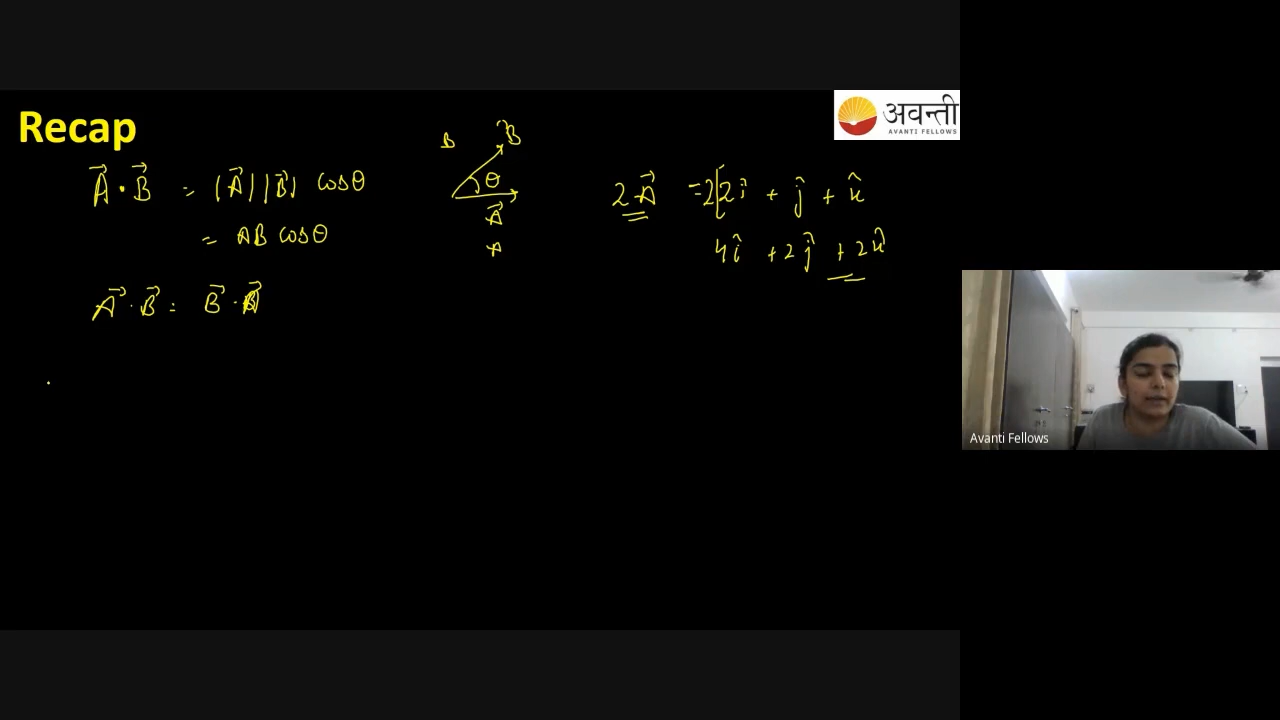 Recap
अवन्ती
AVANTI FELLOWS
A⃗ · B⃗ = |A⃗| |B⃗| cosθ
= AB cosθ
A⃗ · B⃗ = B⃗ · A⃗
B B⃗
θ
A⃗
A
2A⃗ = 2[2î + ĵ + k̂
4î + 2ĵ + 2k̂
Avanti Fellows